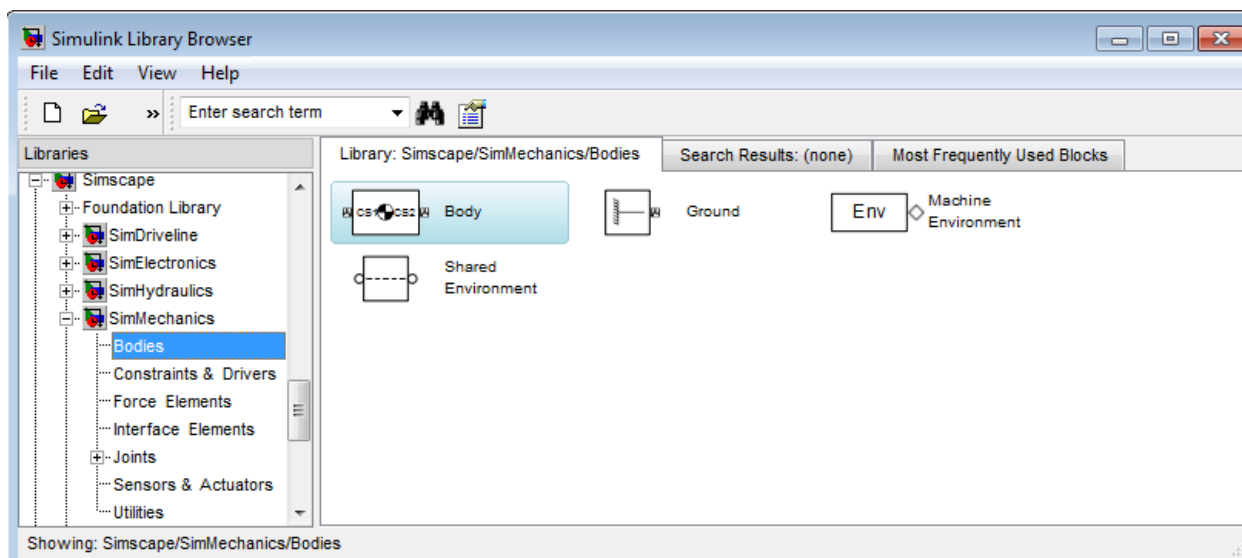 Simulink Library Browser
File Edit View Help
» Enter search term
Libraries
Library: Simscape/SimMechanics/Bodies
Search Results: (none)
Most Frequently Used Blocks
Simscape
Foundation Library
SimDriveline
SimElectronics
SimHydraulics
SimMechanics
Bodies
Constraints & Drivers
Force Elements
Interface Elements
Joints
Sensors & Actuators
Utilities
CS1 CS2 Body
Ground
Env Machine
Environment
Shared
Environment
Showing: Simscape/SimMechanics/Bodies